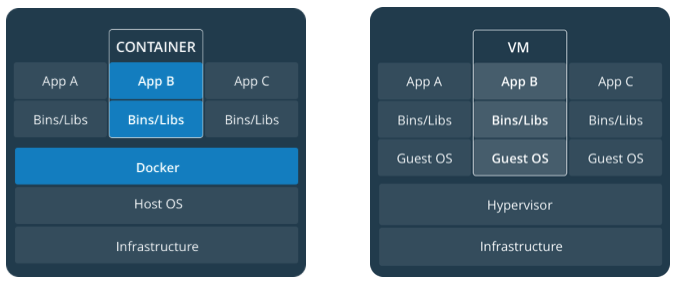 CONTAINER
App A App B App C
Bins/Libs Bins/Libs Bins/Libs
Docker
Host OS
Infrastructure
VM
App A App B App C
Bins/Libs Bins/Libs Bins/Libs
Guest OS Guest OS Guest OS
Hypervisor
Infrastructure